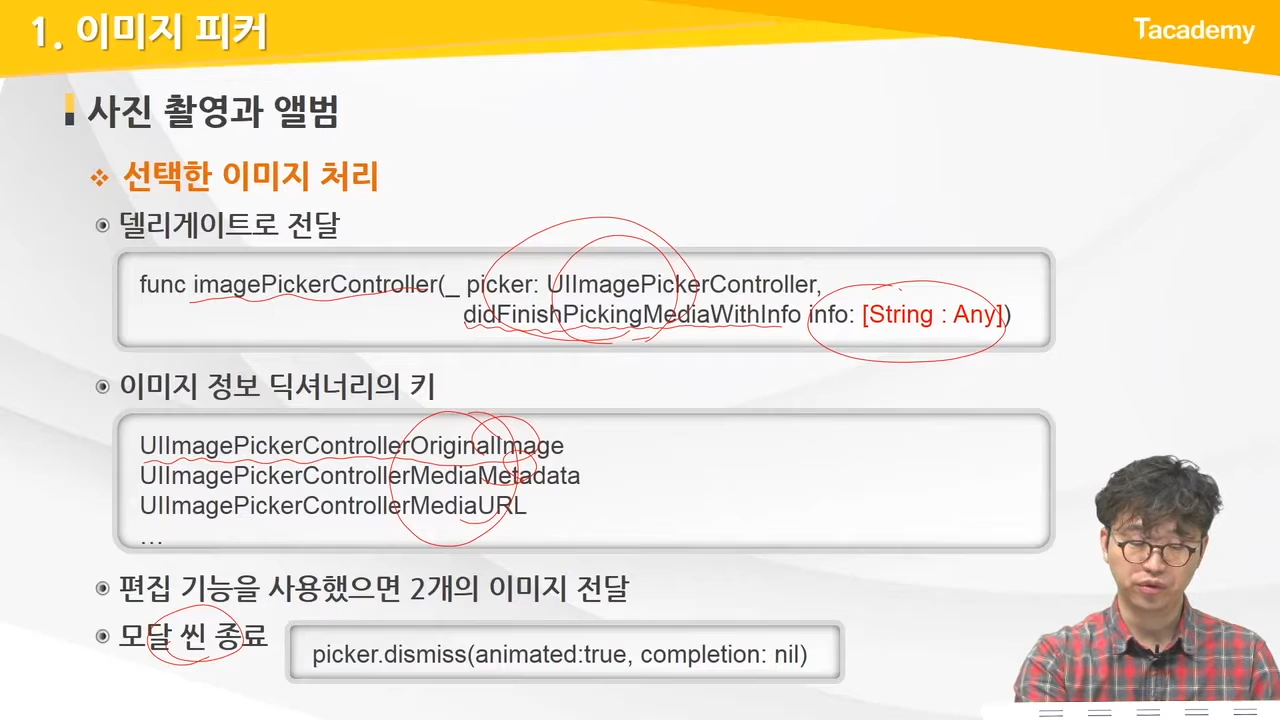 1. 이미지 피커
Tacademy
사진 촬영과 앨범
선택한 이미지 처리
델리게이트로 전달
func imagePickerController(_ picker: UIImagePickerController,
didFinishPickingMediaWithInfo info: [String : Any])
이미지 정보 딕셔너리의 키
UIImagePickerControllerOriginalImage
UIImagePickerControllerMediaMetadata
UIImagePickerControllerMediaURL
...
편집 기능을 사용했으면 2개의 이미지 전달
모달 씬 종료
picker.dismiss(animated:true, completion: nil)